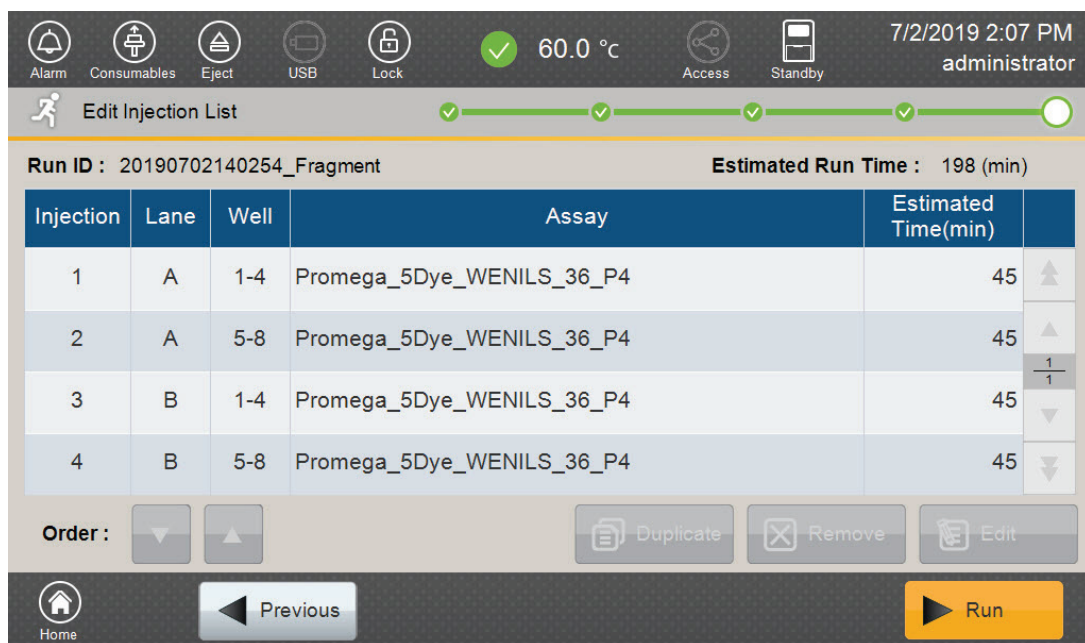 Alarm Consumables Eject USB Lock 60.0 °c Access Standby 7/2/2019 2:07 PM
administrator
Edit Injection List
Run ID : 20190702140254_Fragment Estimated Run Time : 198 (min)
Injection Lane Well Assay Estimated Time(min)
1 A 1-4 Promega_5Dye_WENILS_36_P4 45
2 A 5-8 Promega_5Dye_WENILS_36_P4 45
1
1
3 B 1-4 Promega_5Dye_WENILS_36_P4 45
4 B 5-8 Promega_5Dye_WENILS_36_P4 45
Order : Duplicate Remove Edit
Home Previous Run